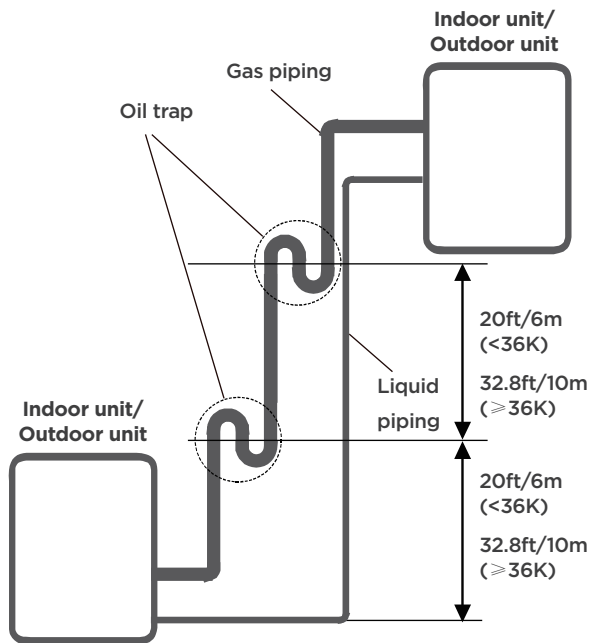 Indoor unit/
Outdoor unit
Gas piping
Oil trap
20ft/6m
(<36K)
32.8ft/10m
(≥36K)
Liquid
piping
Indoor unit/
Outdoor unit
20ft/6m
(<36K)
32.8ft/10m
(≥36K)